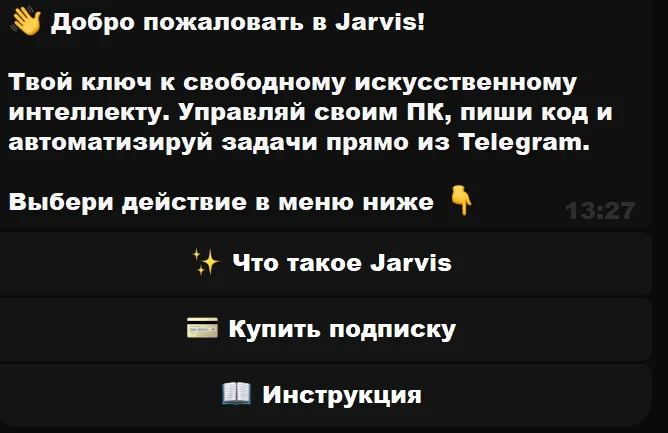 👋 Добро пожаловать в Jarvis!
Твой ключ к свободному искусственному
интеллекту. Управляй своим ПК, пиши код и
автоматизируй задачи прямо из Telegram.
Выбери действие в меню ниже 👇
13:27
✨ Что такое Jarvis
💳 Купить подписку
📖 Инструкция